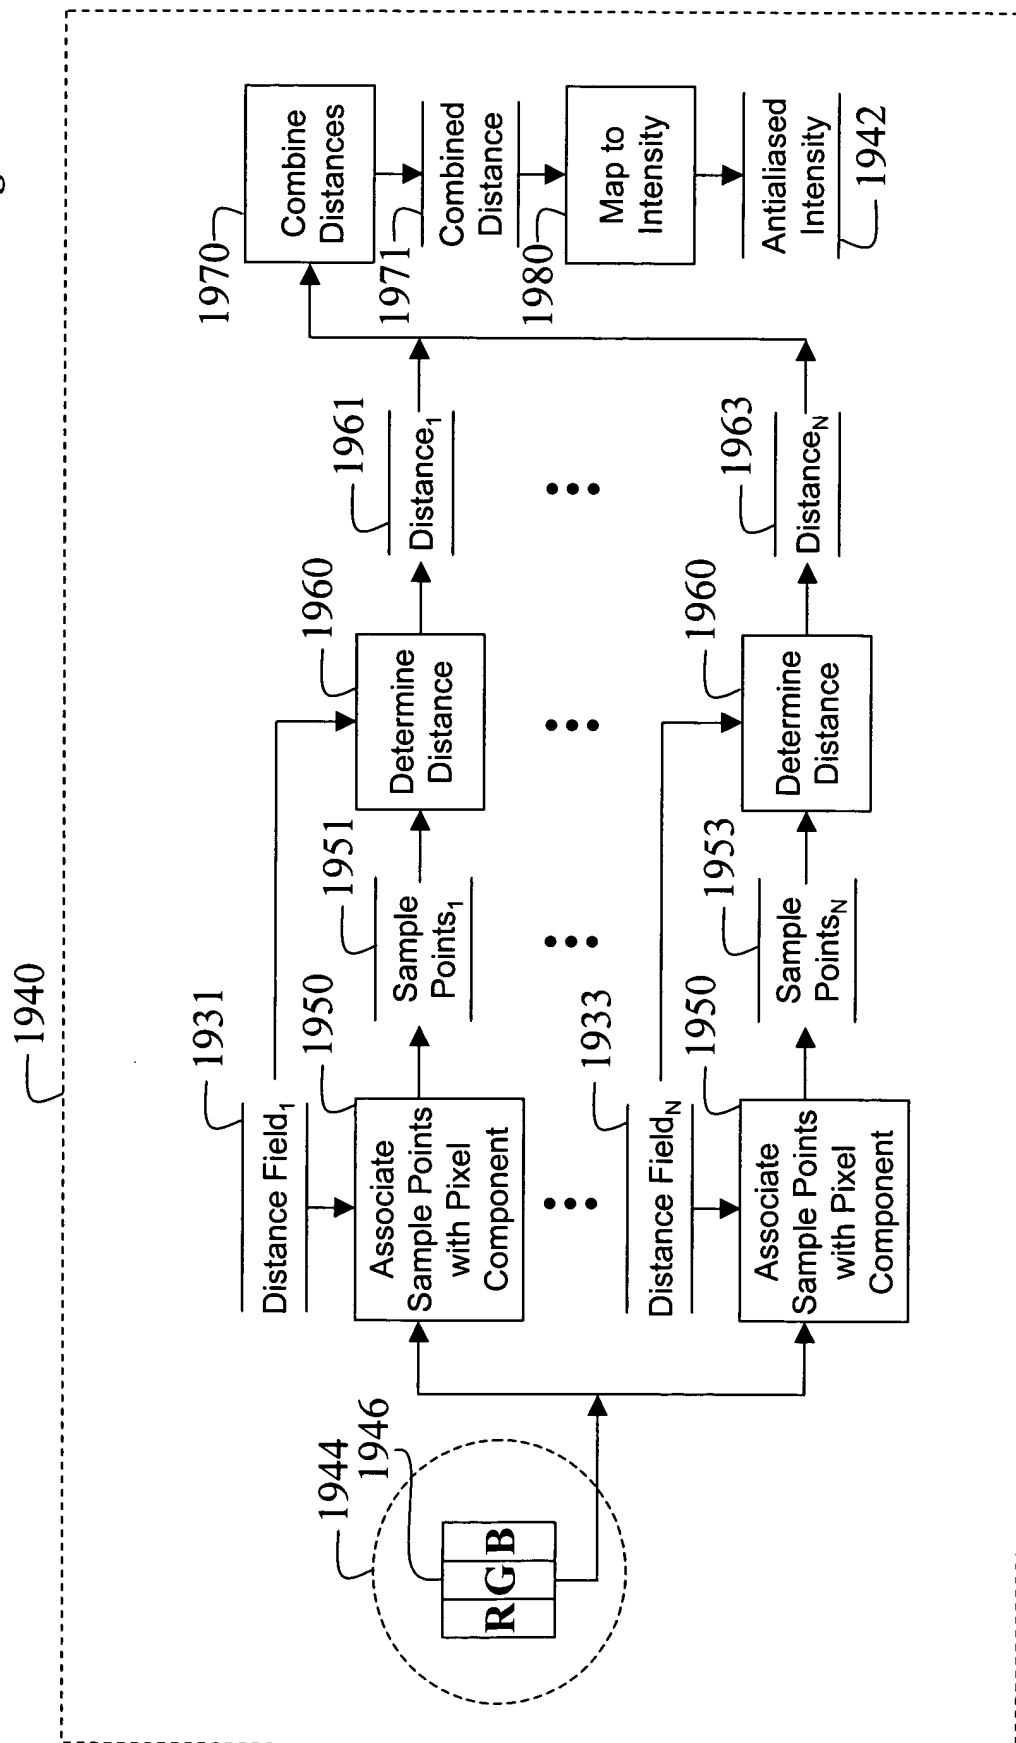 1940
1944
1946
R G B
1931
Distance Field1
1950
Associate
Sample Points
with Pixel
Component
1951
Sample
Points1
1960
Determine
Distance
1961
Distance1
1933
Distance FieldN
1950
Associate
Sample Points
with Pixel
Component
1953
Sample
PointsN
1960
Determine
Distance
1963
DistanceN
1970
Combine
Distances
1971
Combined
Distance
1980
Map to
Intensity
Antialiased
Intensity
1942